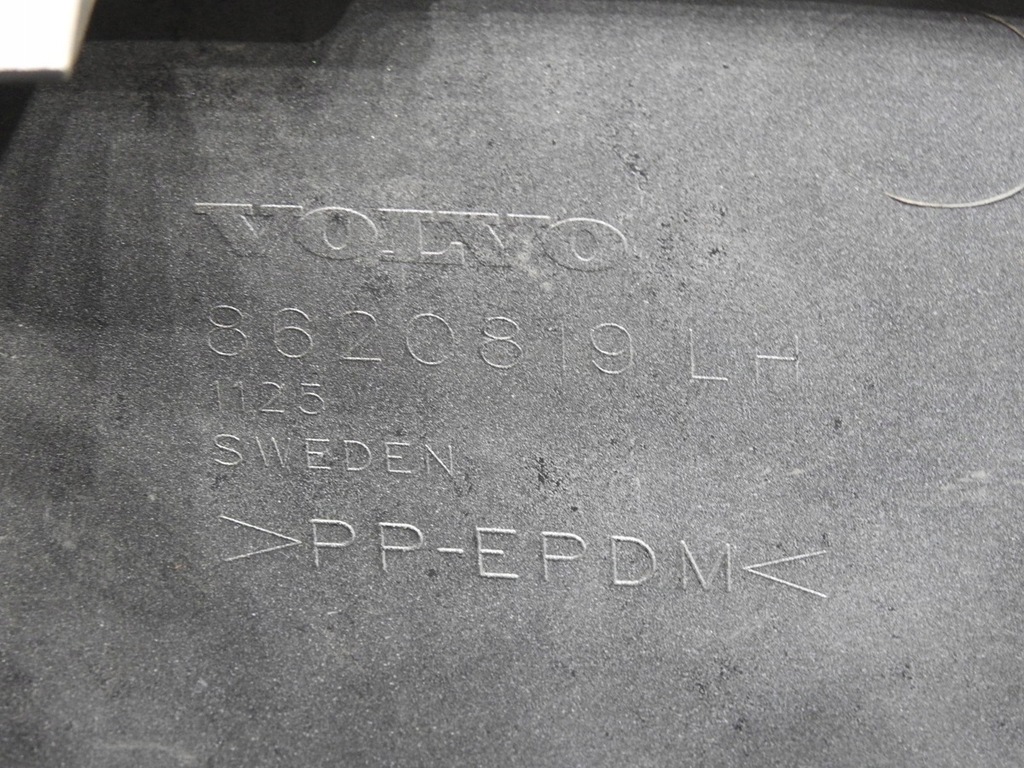 VOLVO
8620819 LH
1125
SWEDEN
>PP-EPDM<